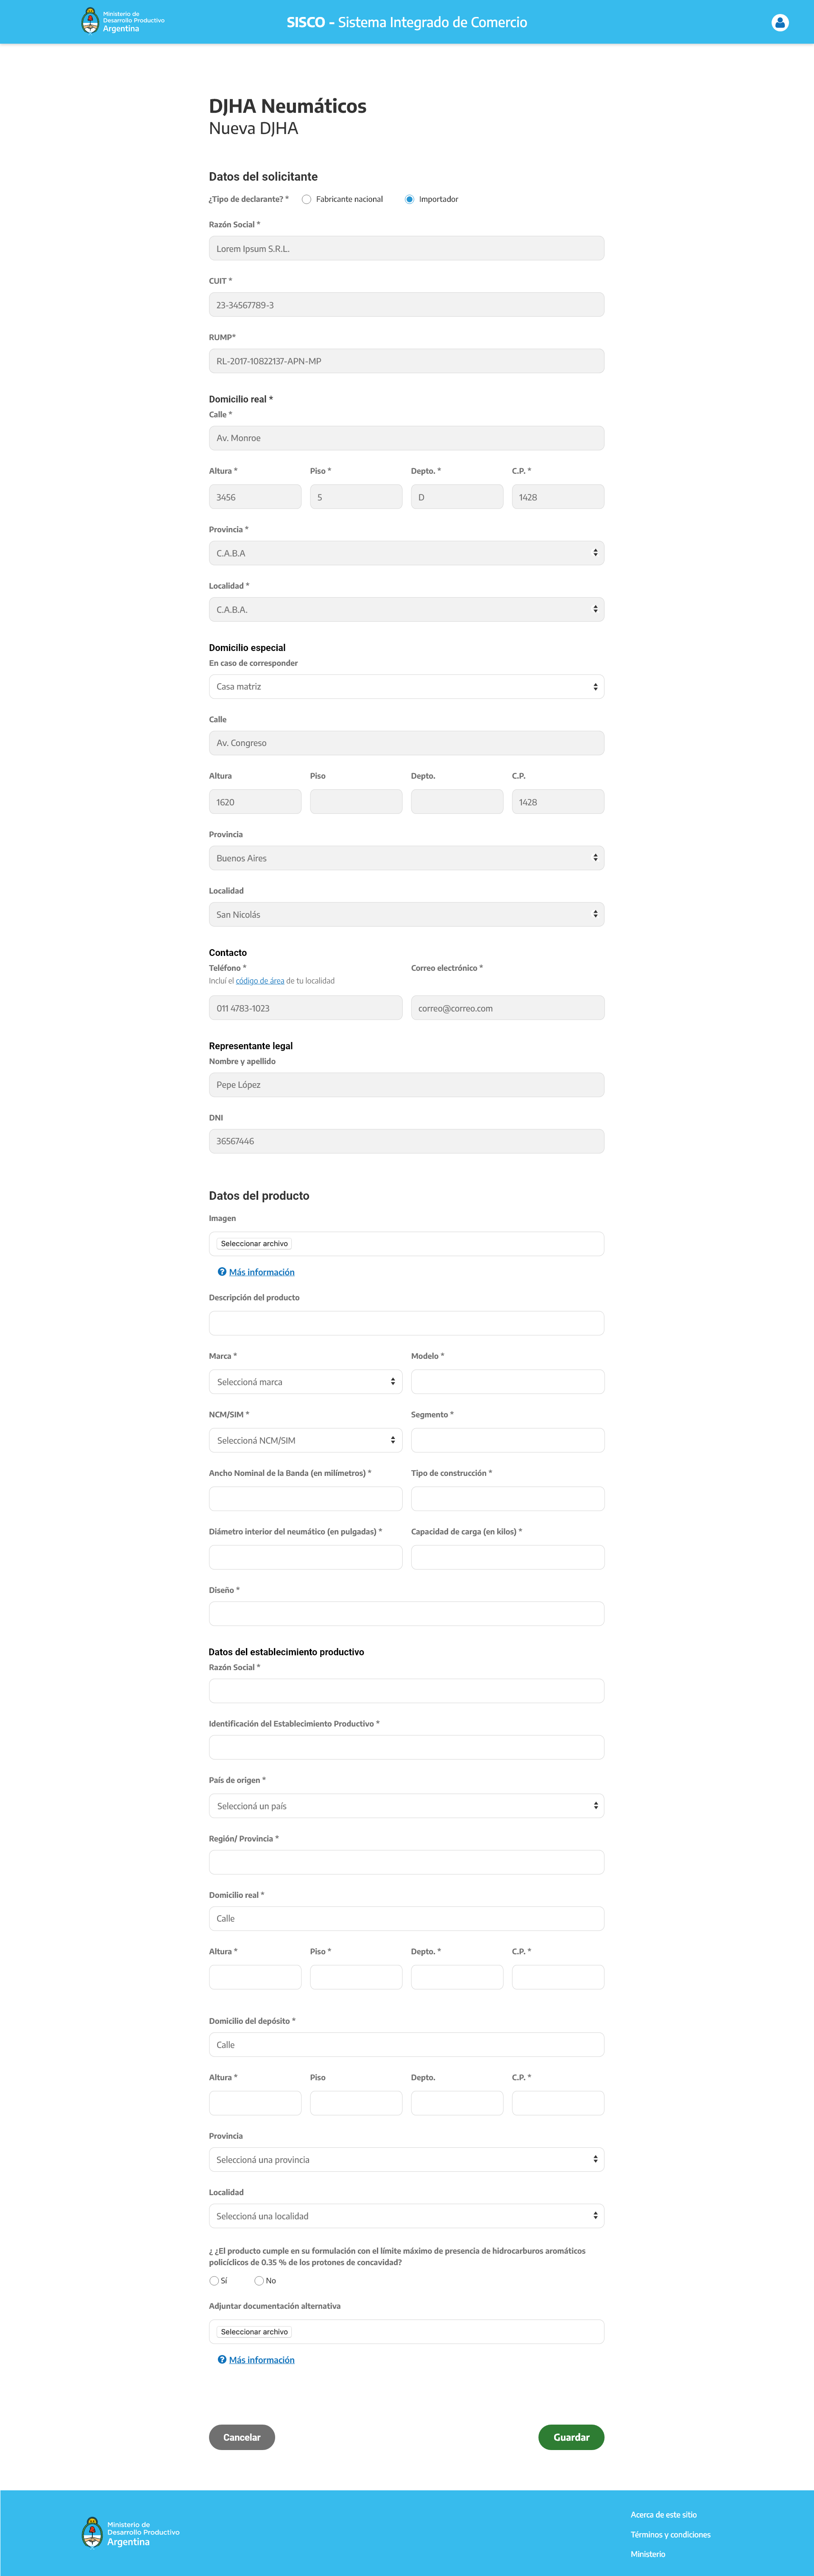 Ministerio de
Desarrollo Productivo
Argentina
SISCO - Sistema Integrado de Comercio
DJHA Neumáticos
Nueva DJHA
Datos del solicitante
¿Tipo de declarante? * Fabricante nacional Importador
Razón Social *
Lorem Ipsum S.R.L.
CUIT *
23-34567789-3
RUMP*
RL-2017-10822137-APN-MP
Domicilio real *
Calle *
Av. Monroe
Altura * Piso * Depto. * C.P. *
3456 5 D 1428
Provincia *
C.A.B.A
Localidad *
C.A.B.A.
Domicilio especial
En caso de corresponder
Casa matriz
Calle
Av. Congreso
Altura Piso Depto. C.P.
1620 1428
Provincia
Buenos Aires
Localidad
San Nicolás
Contacto
Teléfono * Correo electrónico *
Incluí el código de área de tu localidad
011 4783-1023 correo@correo.com
Representante legal
Nombre y apellido
Pepe López
DNI
36567446
Datos del producto
Imagen
Seleccionar archivo
Más información
Descripción del producto
Marca * Modelo *
Seleccioná marca
NCM/SIM * Segmento *
Seleccioná NCM/SIM
Ancho Nominal de la Banda (en milímetros) * Tipo de construcción *
Diámetro interior del neumático (en pulgadas) * Capacidad de carga (en kilos) *
Diseño *
Datos del establecimiento productivo
Razón Social *
Identificación del Establecimiento Productivo *
País de origen *
Seleccioná un país
Región/ Provincia *
Domicilio real *
Calle
Altura * Piso * Depto. * C.P. *
Domicilio del depósito *
Calle
Altura * Piso Depto. C.P. *
Provincia
Seleccioná una provincia
Localidad
Seleccioná una localidad
¿ ¿El producto cumple en su formulación con el límite máximo de presencia de hidrocarburos aromáticos
policíclicos de 0.35 % de los protones de concavidad?
Sí No
Adjuntar documentación alternativa
Seleccionar archivo
Más información
Cancelar Guardar
Ministerio de
Desarrollo Productivo
Argentina
Acerca de este sitio
Términos y condiciones
Ministerio